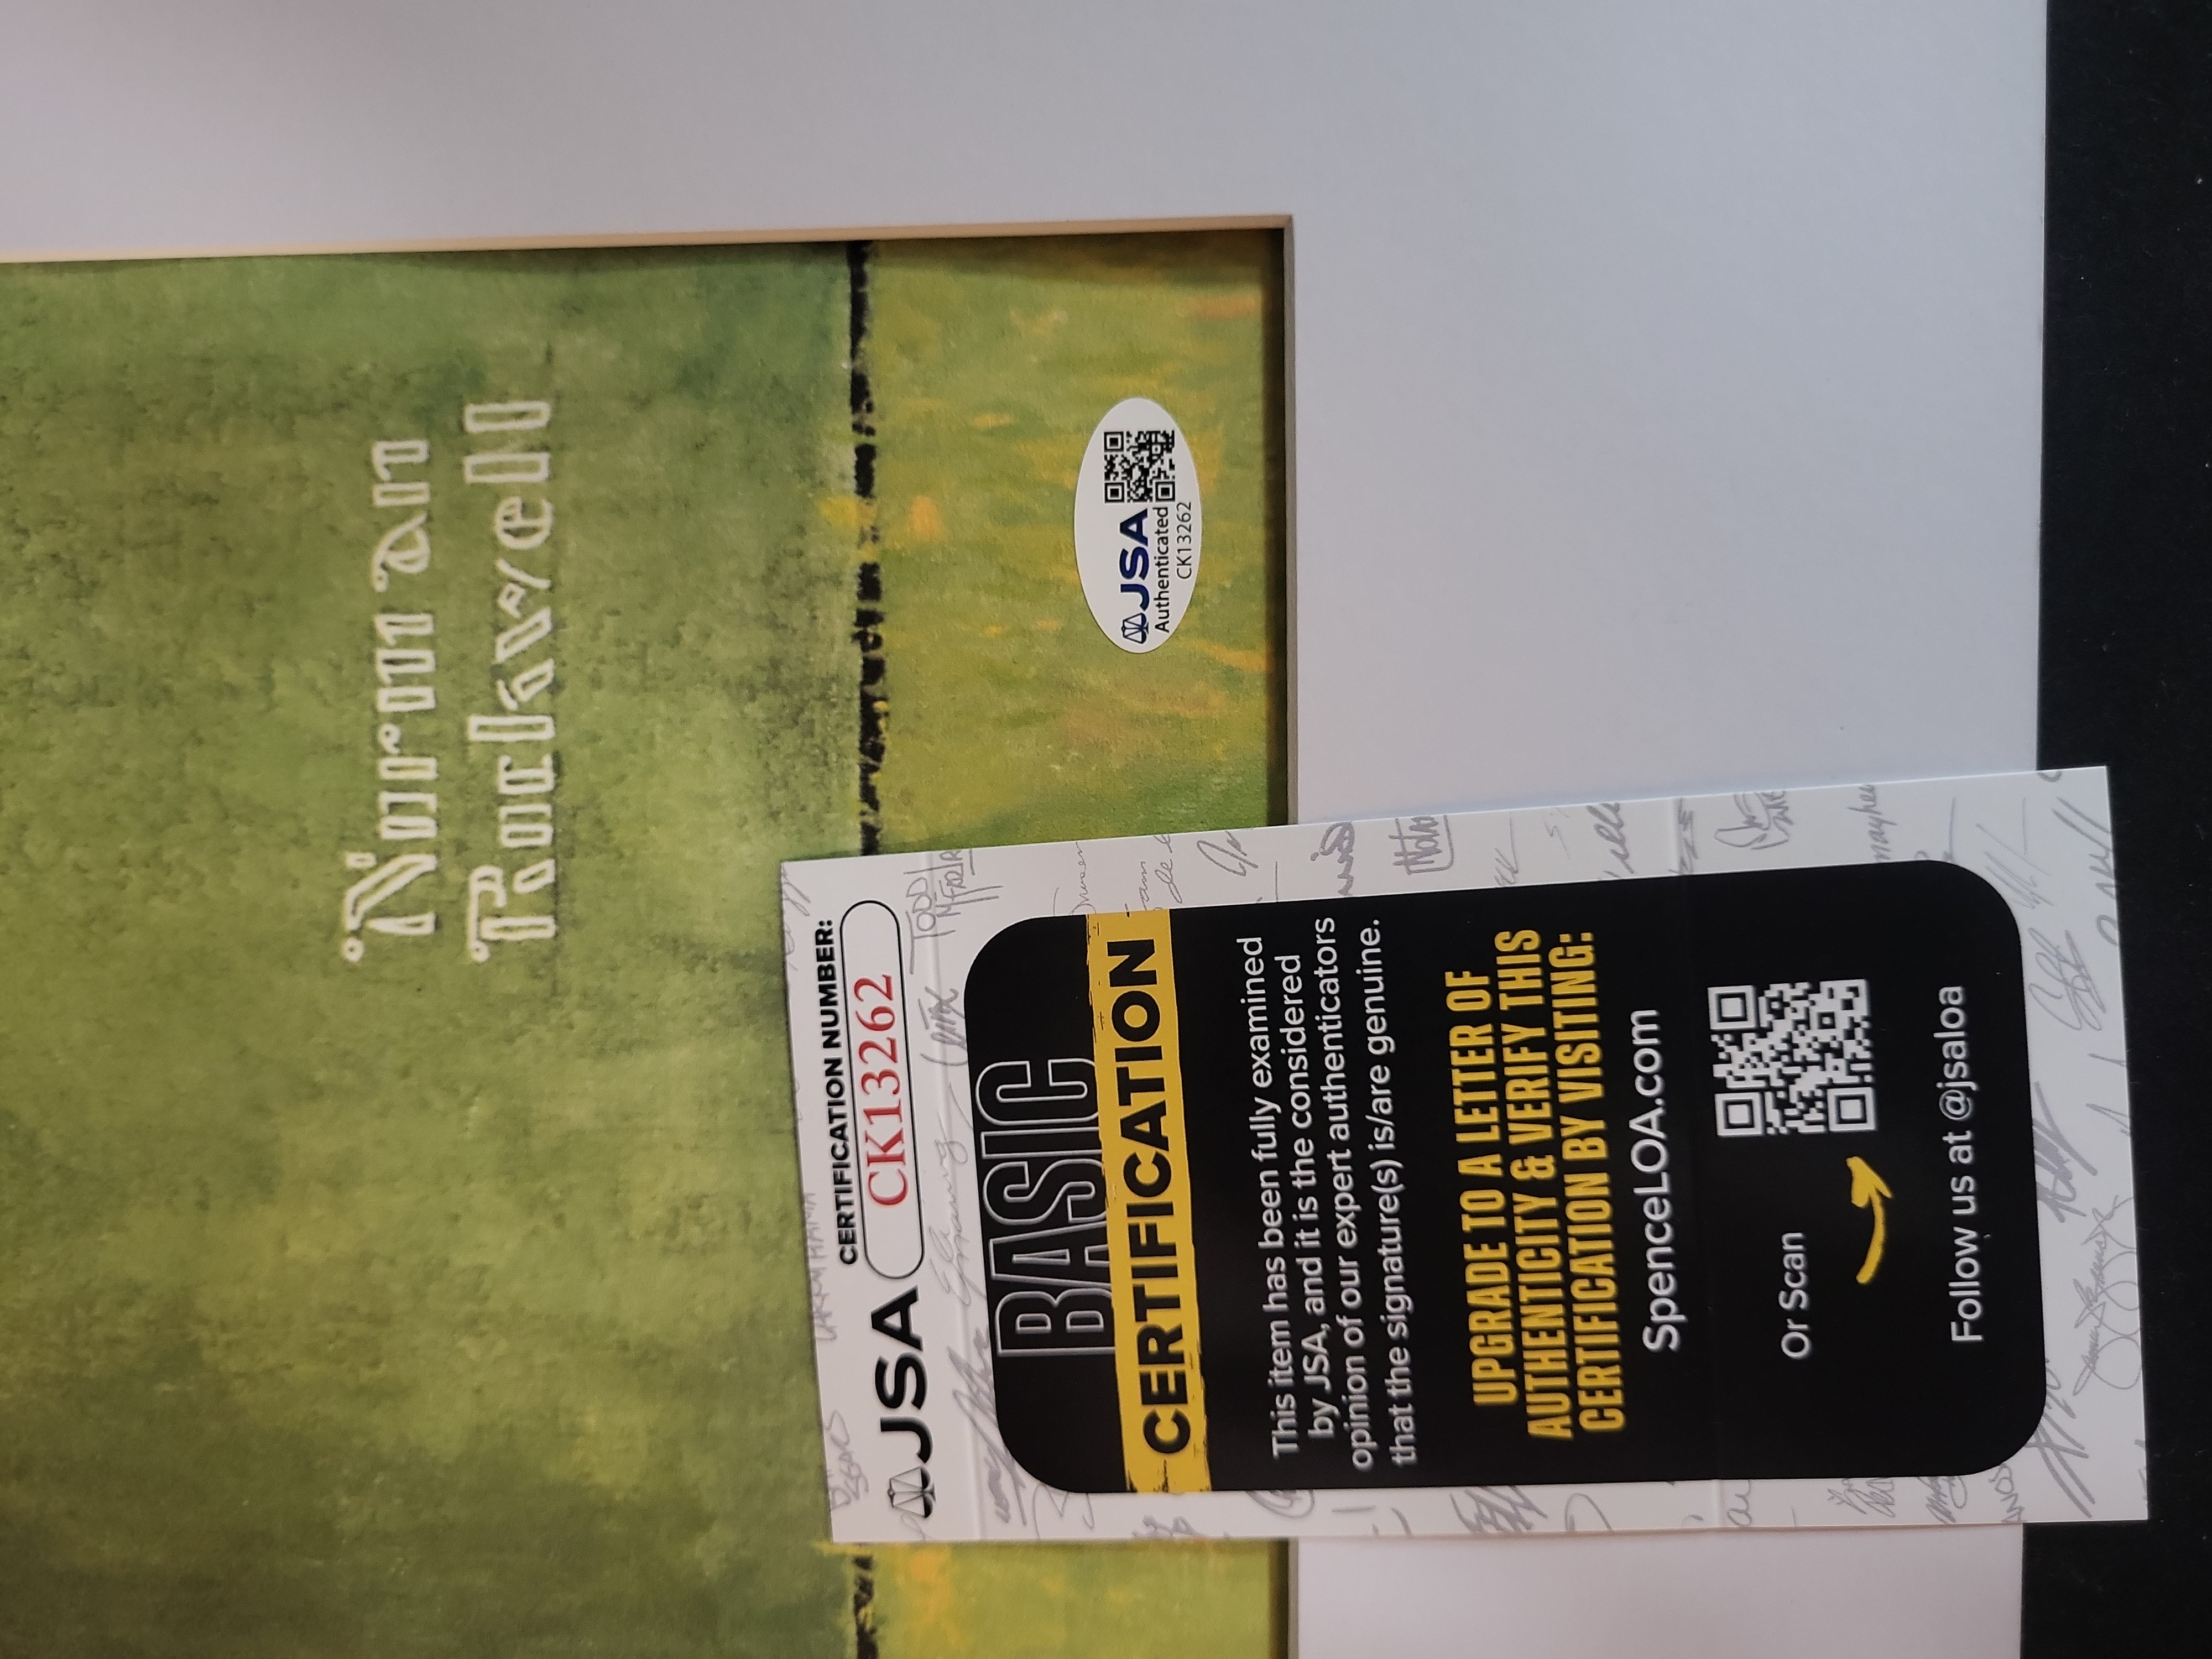 Norman
Rockwell
JSA
Authenticated
CK13262
JSA
CERTIFICATION NUMBER:
CK13262
BASIC
CERTIFICATION
This item has been fully examined
by JSA, and it is the considered
opinion of our expert authenticators
that the signature(s) is/are genuine.
UPGRADE TO A LETTER OF
AUTHENTICITY & VERIFY THIS
CERTIFICATION BY VISITING:
SpenceLOA.com
Or Scan
Follow us at @jsaloa